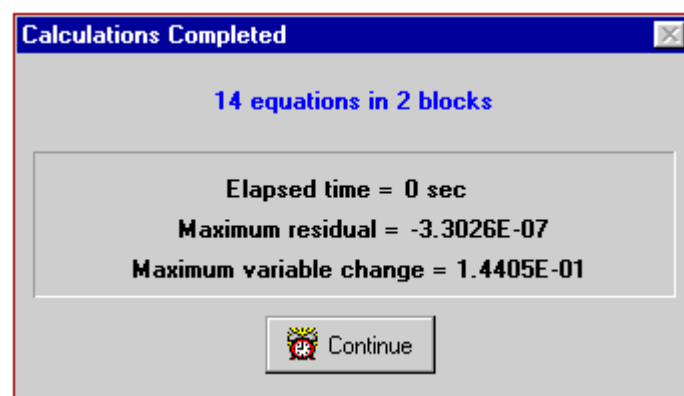 Calculations Completed
14 equations in 2 blocks
Elapsed time = 0 sec
Maximum residual = -3.3026E-07
Maximum variable change = 1.4405E-01
Continue